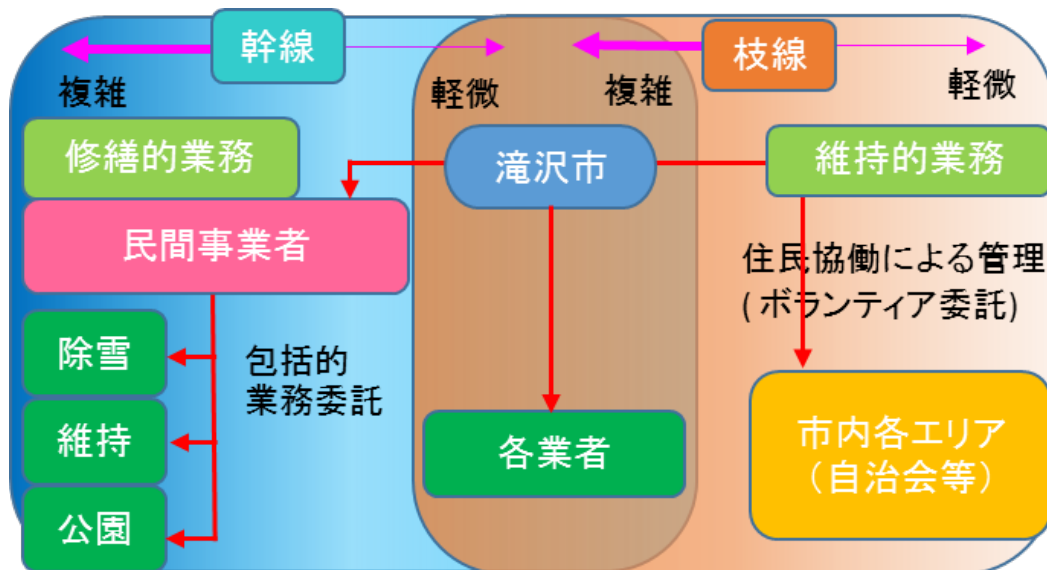 幹線
枝線
複雑
軽微
複雑
軽微
修繕的業務
滝沢市
維持的業務
民間事業者
住民協働による管理
(ボランティア委託)
除雪
包括的
業務委託
維持
各業者
市内各エリア
（自治会等）
公園